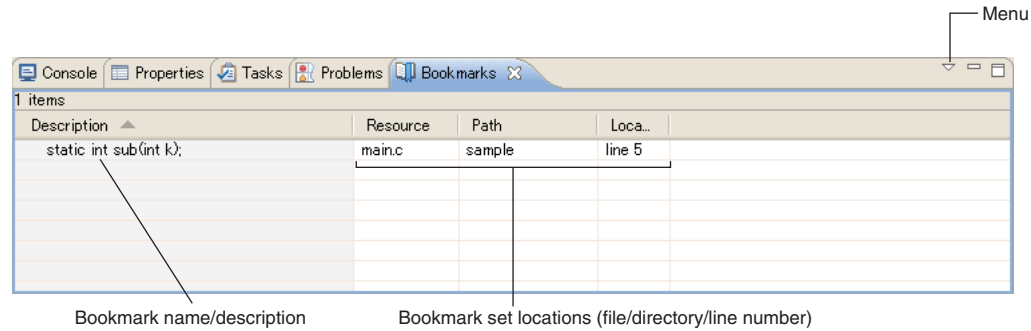 Menu
Console Properties Tasks Problems Bookmarks
1 items
Description Resource Path Loca...
static int sub(int k); main.c sample line 5
Bookmark name/description Bookmark set locations (file/directory/line number)